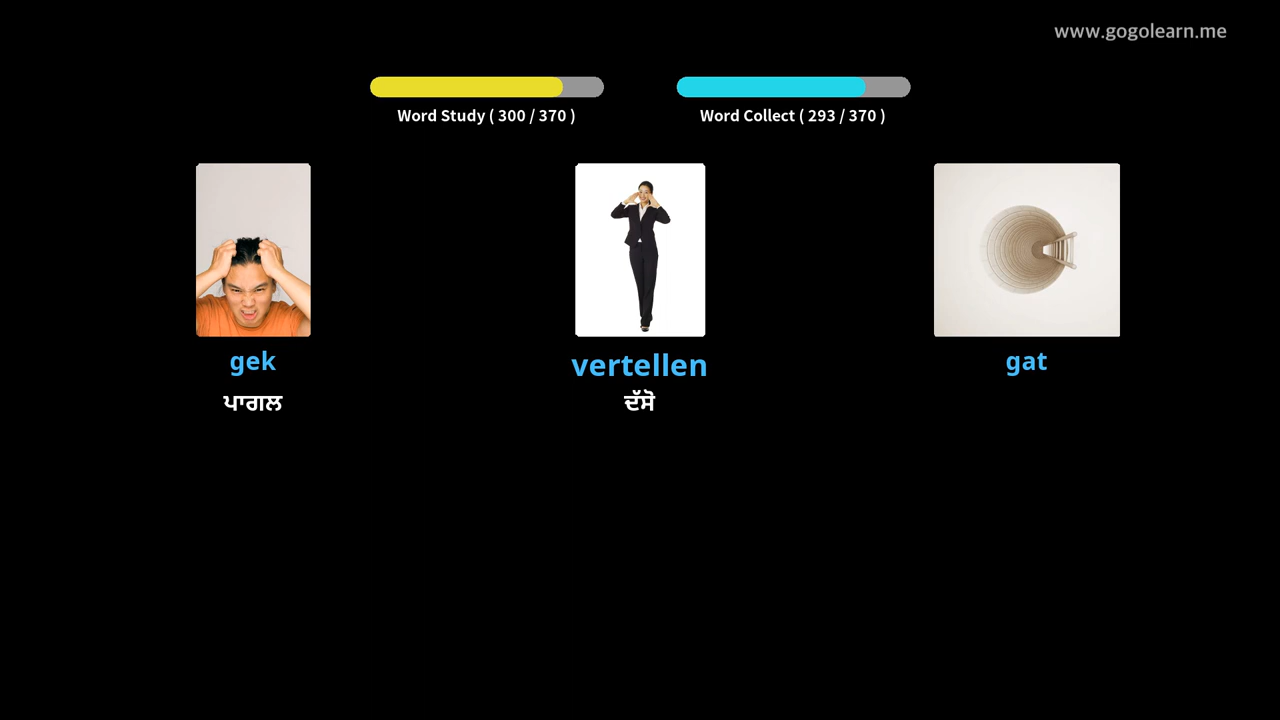 www.gogolearn.me
Word Study ( 300 / 370 )
Word Collect ( 293 / 370 )
gek
vertellen
gat
ਪਾਗਲ
ਦੱਸੋ